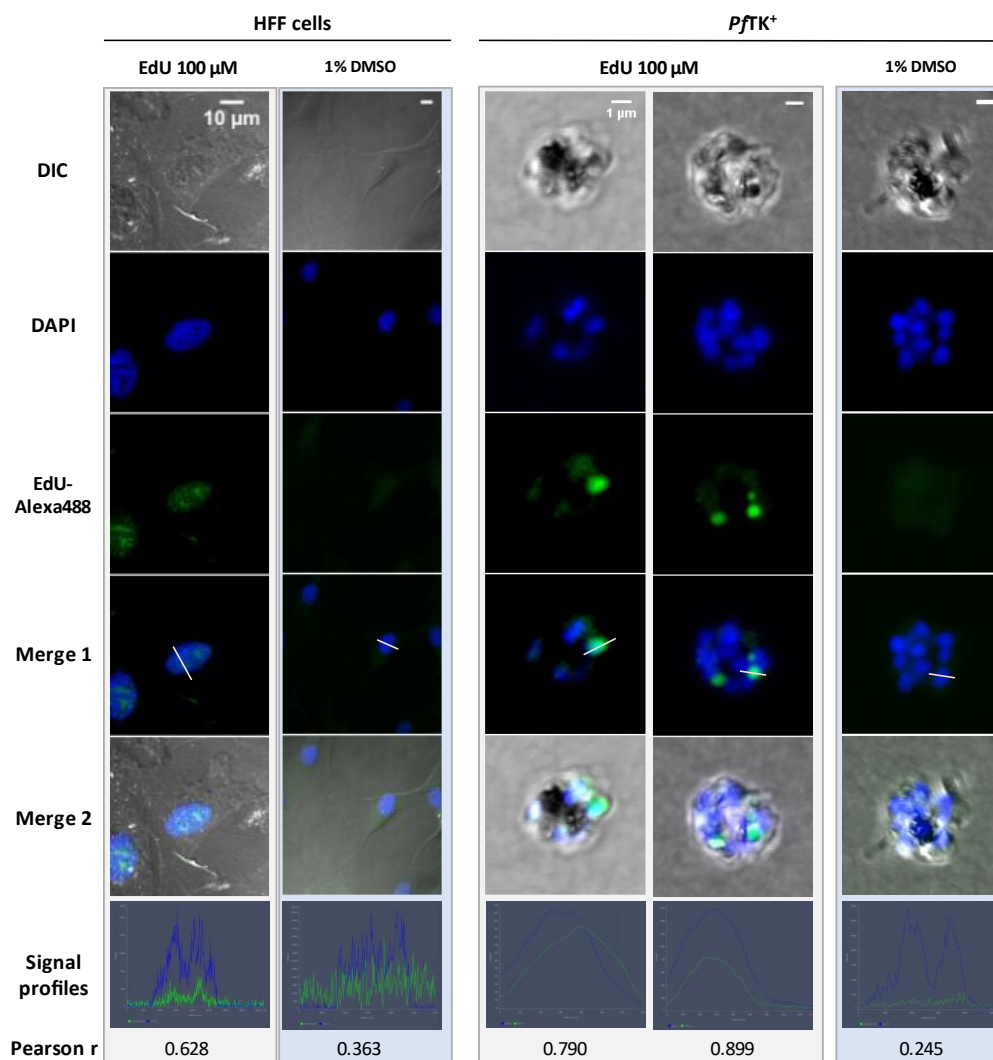 HFF cells PfTK+
EdU 100 µM 1% DMSO EdU 100 µM 1% DMSO
10 µm 1 µm
DIC
DAPI
EdU-
Alexa488
Merge 1
Merge 2
Signal
profiles
Pearson r 0.628 0.363 0.790 0.899 0.245